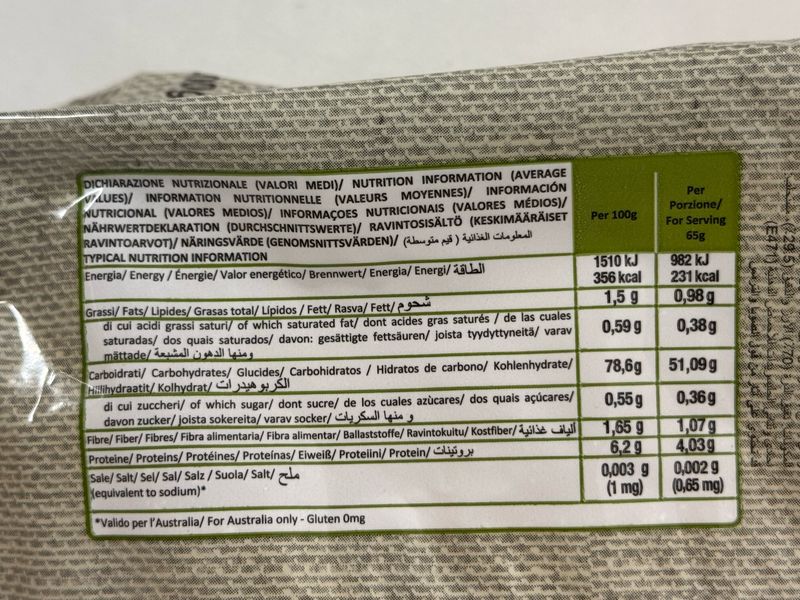 DICHIARAZIONE NUTRIZIONALE (VALORI MEDI)/ NUTRITION INFORMATION (AVERAGE
VALUES)/ INFORMATION NUTRITIONNELLE (VALEURS MOYENNES)/ INFORMACIÓN
NUTRICIONAL (VALORES MEDIOS)/ INFORMAÇOES NUTRICIONAIS (VALORES MÉDIOS)/
NÄHRWERTDEKLARATION (DURCHSCHNITTSWERTE)/ RAVINTOSISÄLTÖ (KESKIMÄÄRÄISET
RAVINTOARVOT)/ NÄRINGSVÄRDE (GENOMSNITTSVÄRDEN)/ المعلومات الغذائية ( قيم متوسطة)
TYPICAL NUTRITION INFORMATION
Per 100g
Per
Porzione/
For Serving
65g
Energia/ Energy / Énergie/ Valor energético/ Brennwert/ Energia/ Energi/ الطاقة
1510 kJ 982 kJ
356 kcal 231 kcal
Grassi/ Fats/ Lipides/ Grasas total/ Lípidos / Fett/ Rasva/ Fett/ شحوم 1,5 g 0,98 g
di cui acidi grassi saturi/ of which saturated fat/ dont acides gras saturés / de las cuales
saturadas/ dos quais saturados/ davon: gesättigte fettsäuren/ joista tyydyttyneitä/ varav
mättade/ ومنها الدهون المشبعة
0,59 g 0,38 g
Carboidrati/ Carbohydrates/ Glucides/ Carbohidratos / Hidratos de carbono/ Kohlenhydrate/
Hiilihydraatit/ Kolhydrat/ الكربوهيدرات
78,6g 51,09 g
di cui zuccheri/ of which sugar/ dont sucre/ de los cuales azùcares/ dos quais açúcares/
davon zucker/ joista sokereita/ varav socker/ و منها السكريات
0,55 g 0,36 g
Fibre/ Fiber/ Fibres/ Fibra alimentaria/ Fibra alimentar/ Ballaststoffe/ Ravintokuitu/ Kostfiber/ ألياف غذائية 1,65 g 1,07 g
Proteine/ Proteins/ Protéines/ Proteínas/ Eiweiß/ Proteiini/ Protein/ بروتينات 6,2 g 4,03 g
Sale/ Salt/ Sel/ Sal/ Salz / Suola/ Salt/ ملح 0,003 g 0,002 g
(equivalent to sodium)* (1 mg) (0,65 mg)
*Valido per l'Australia/ For Australia only - Gluten 0mg